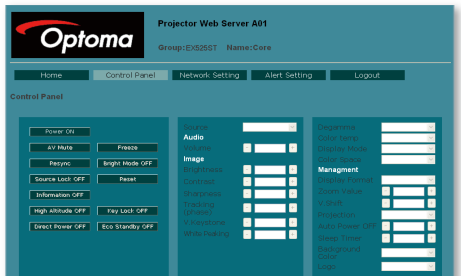 Optoma
Projector Web Server A01
Group:EX525ST Name:Core
Home Control Panel Network Setting Alert Setting Logout
Control Panel
Power ON
AV Mute Freeze
Resync Bright Mode OFF
Source Lock OFF Reset
Information OFF
High Altitude OFF Key Lock OFF
Direct Power OFF Eco Standby OFF
Source
Audio
Volume
Image
Brightness
Contrast
Sharpness
Tracking
(phase)
V Keystone
White Peaking
Degamma
Color temp
Display Mode
Color Space
Managment
Display Format
Zoom Value
V Shift
Projection
Auto Power OFF
Sleep Timer
Background
Color
Logo